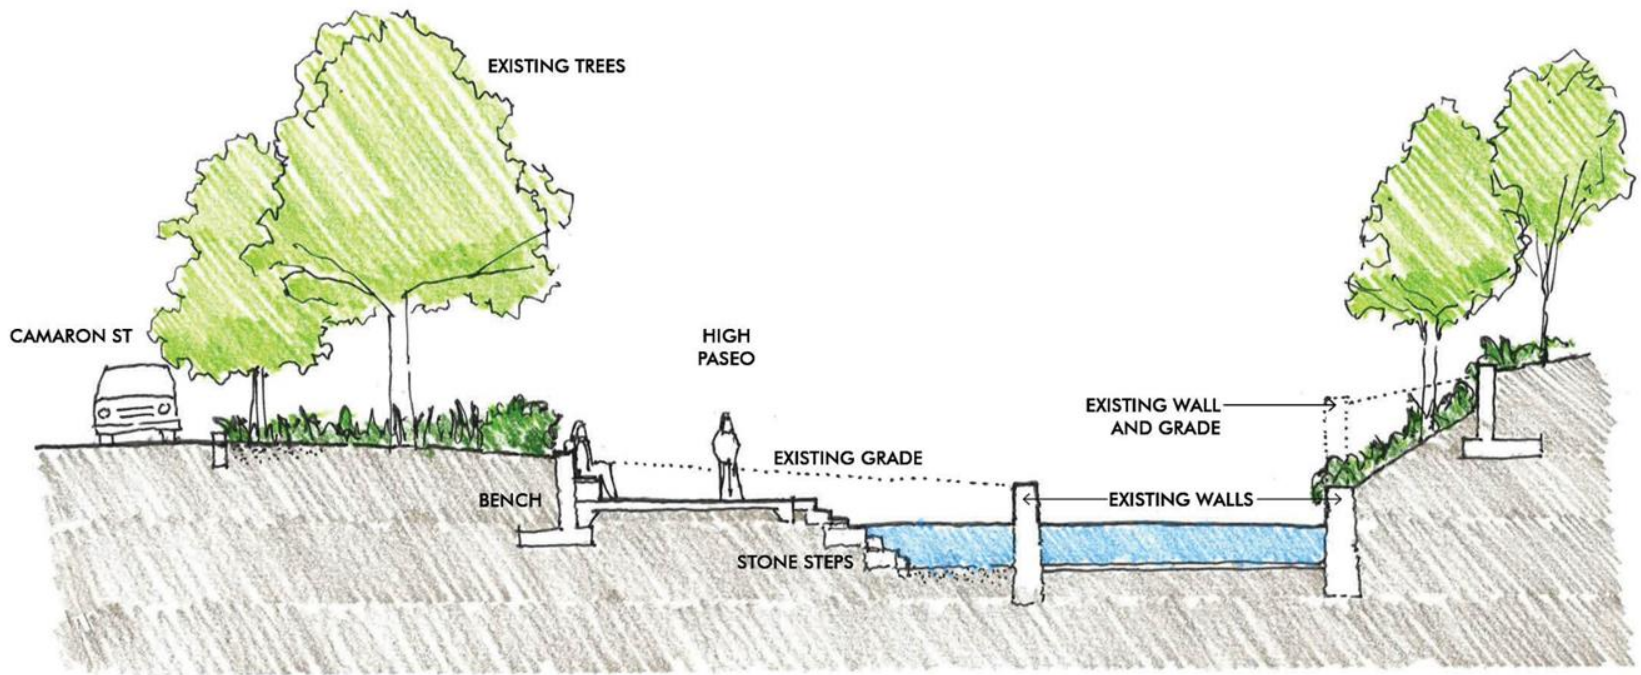 EXISTING TREES
CAMARON ST
HIGH
PASEO
EXISTING WALL
AND GRADE
EXISTING GRADE
BENCH
EXISTING WALLS
STONE STEPS